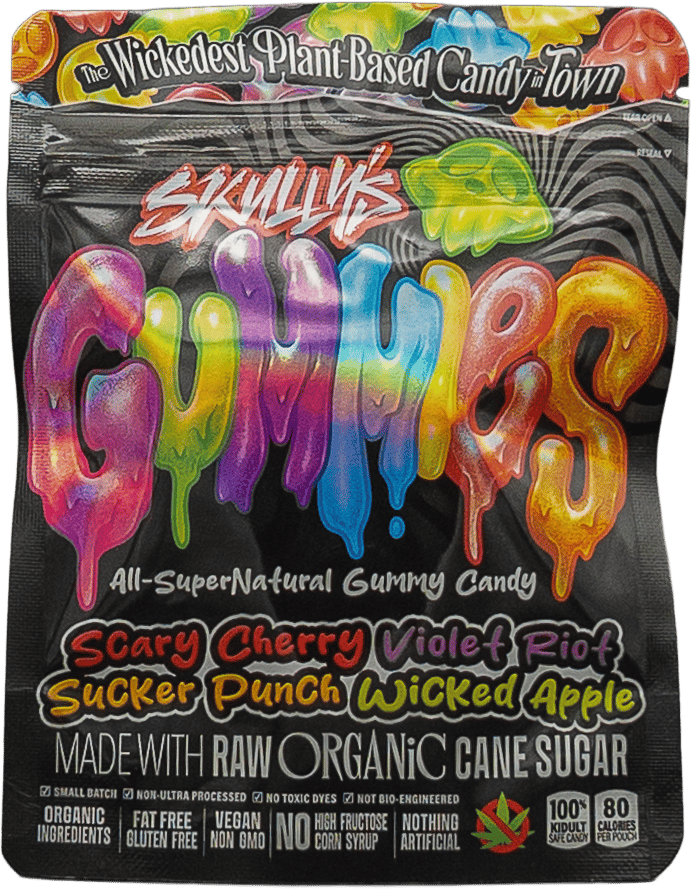 The Wickedest Plant-Based Candy in Town
TEAR OPEN
RESEAL
SKULLY'S
GUMMIES
All-SuperNatural Gummy Candy
Scary Cherry Violet Riot
Sucker Punch Wicked Apple
MADE WITH RAW ORGANiC CANE SUGAR
SMALL BATCH NON-ULTRA PROCESSED NO TOXIC DYES NOT BIO-ENGINEERED
ORGANIC INGREDIENTS
FAT FREE GLUTEN FREE
VEGAN NON GMO
NO HIGH FRUCTOSE CORN SYRUP
NOTHING ARTIFICIAL
100% KIDULT SAFE CANDY
80 CALORIES PER POUCH